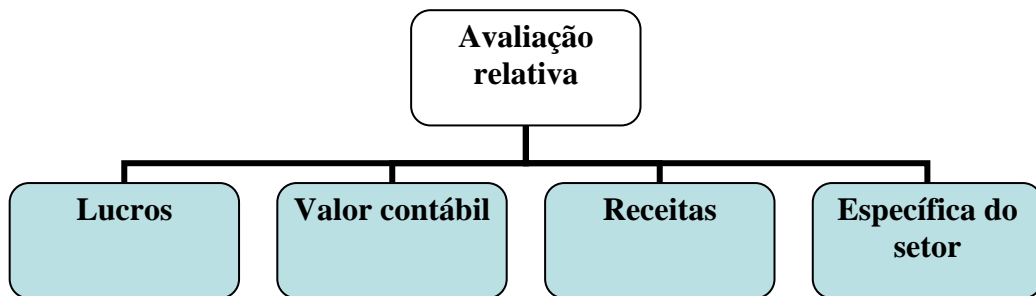 Avaliação
relativa
Lucros
Valor contábil
Receitas
Específica do
setor